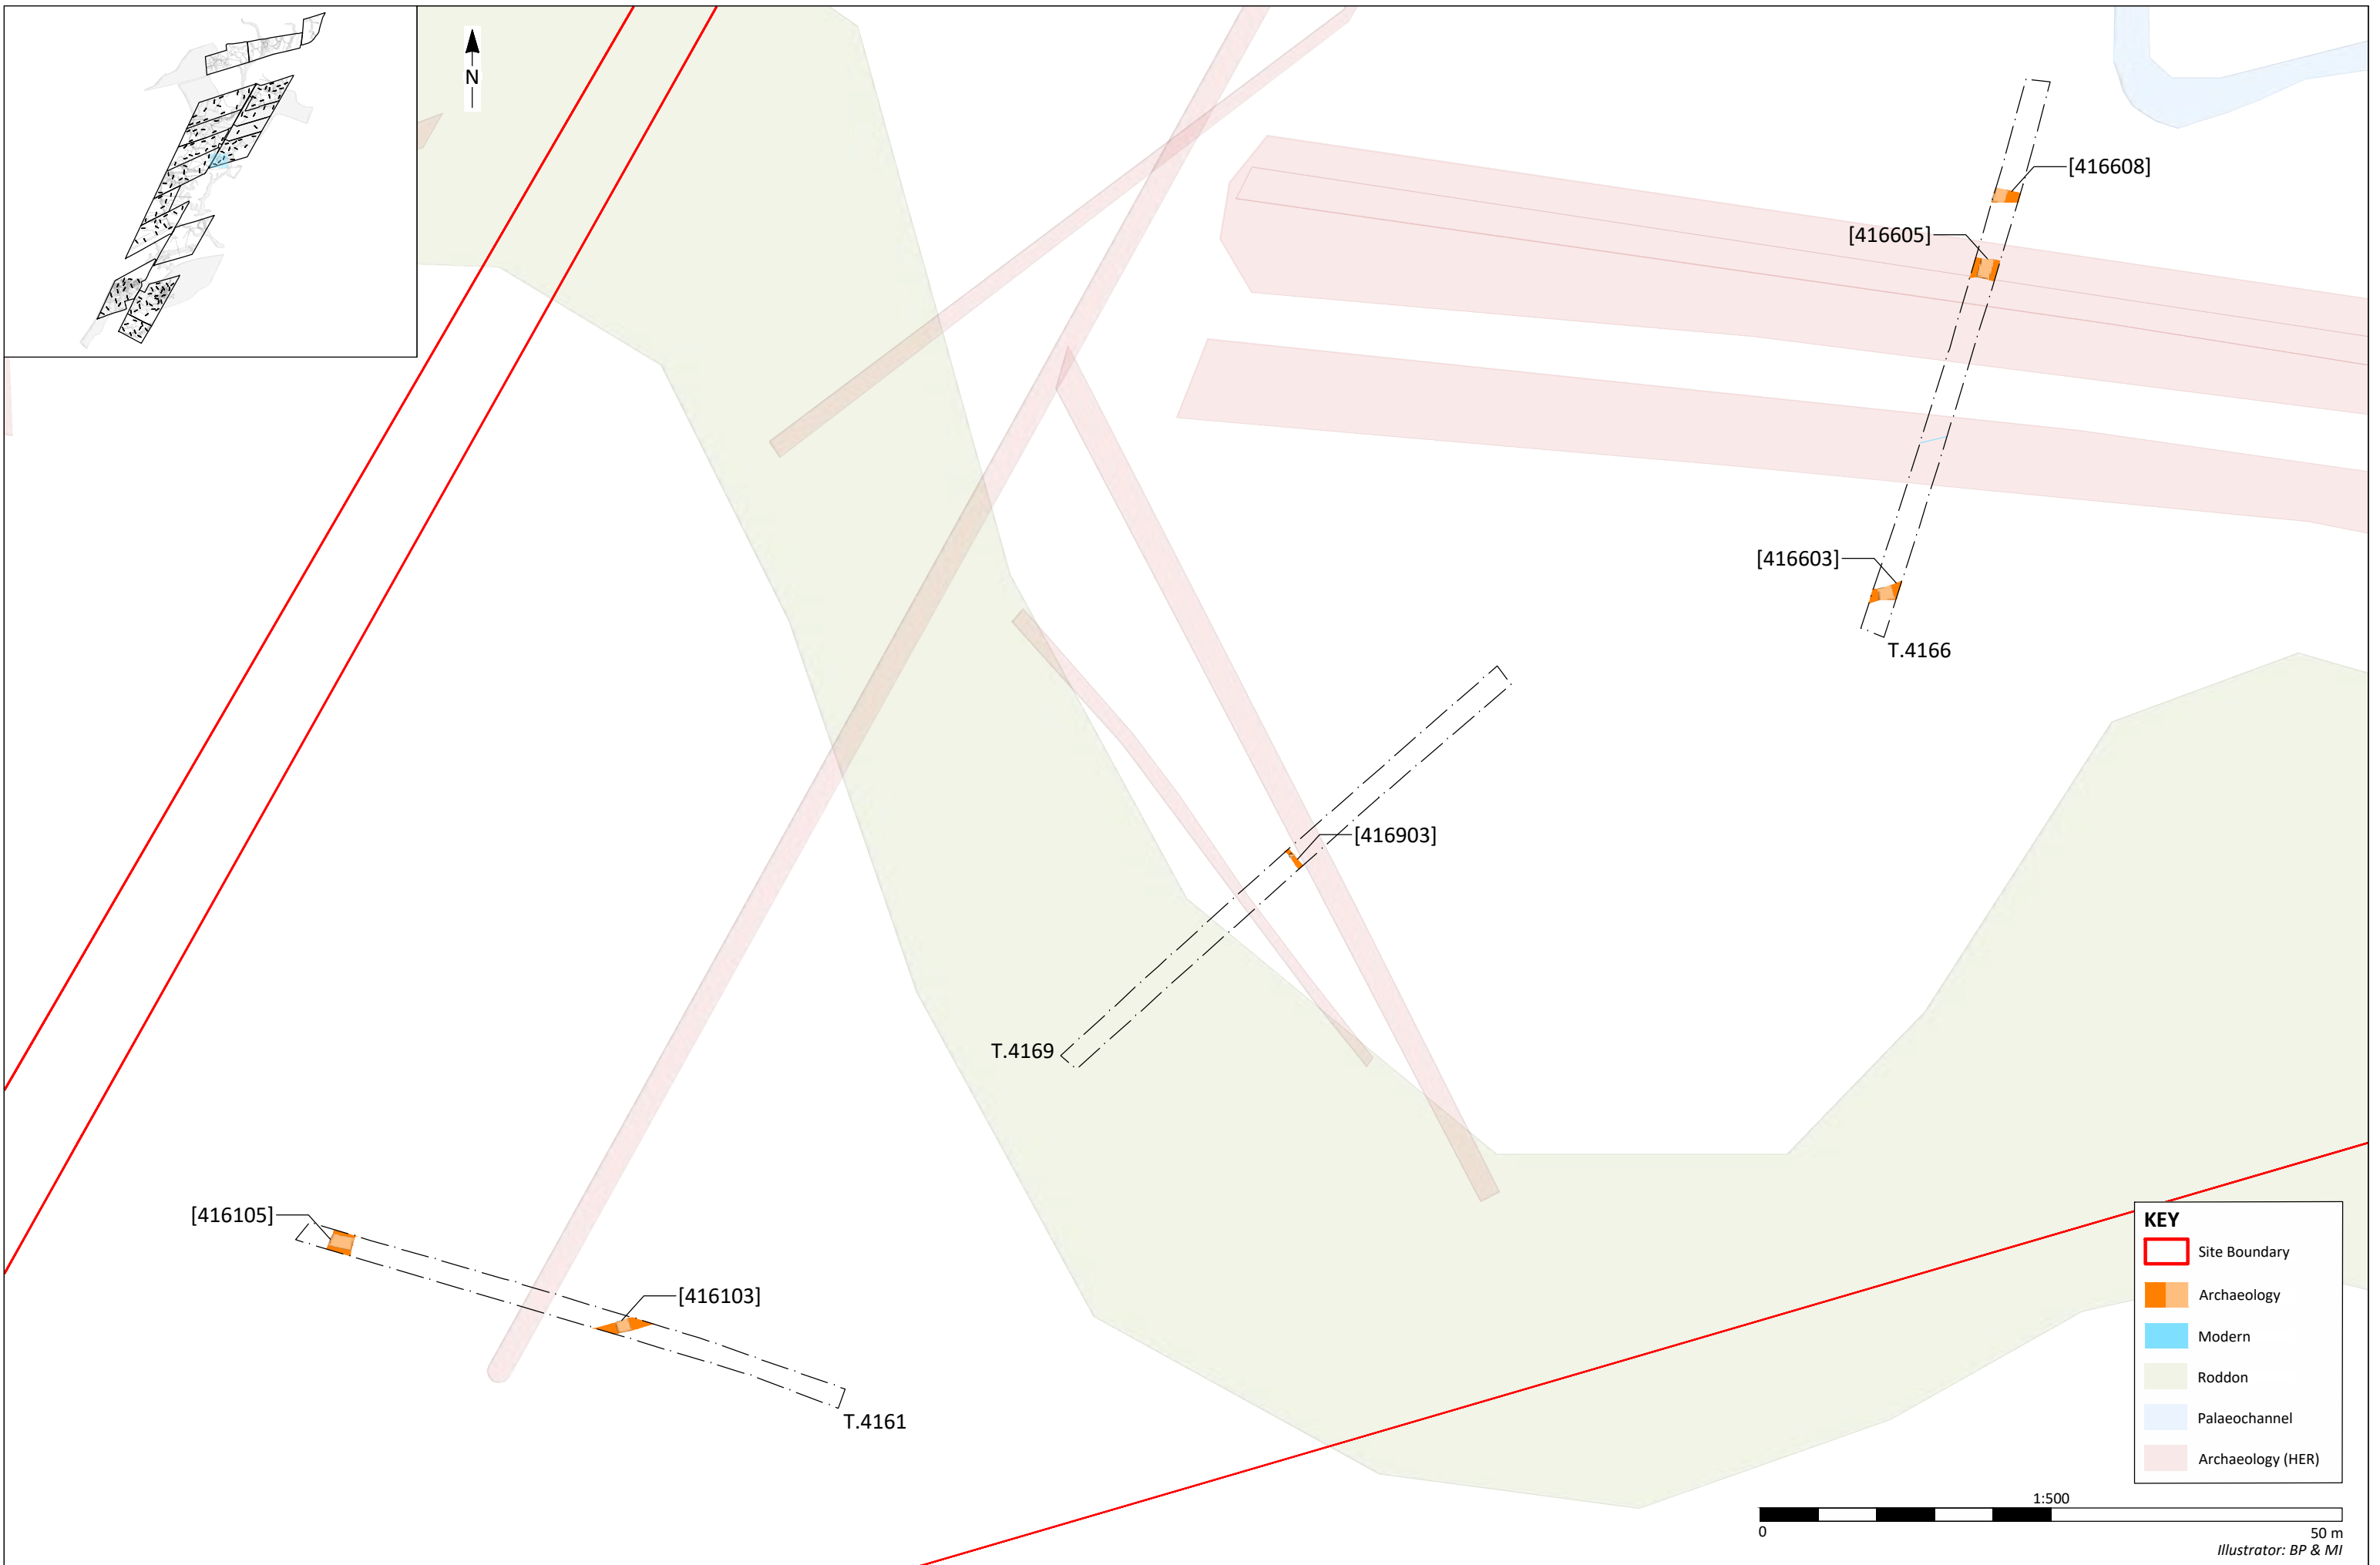 N
[416608]
[416605]
[416603]
T.4166
[416903]
T.4169
[416105]
[416103]
T.4161
KEY
Site Boundary
Archaeology
Modern
Roddon
Palaeochannel
Archaeology (HER)
1:500
0
50 m
Illustrator: BP & MI